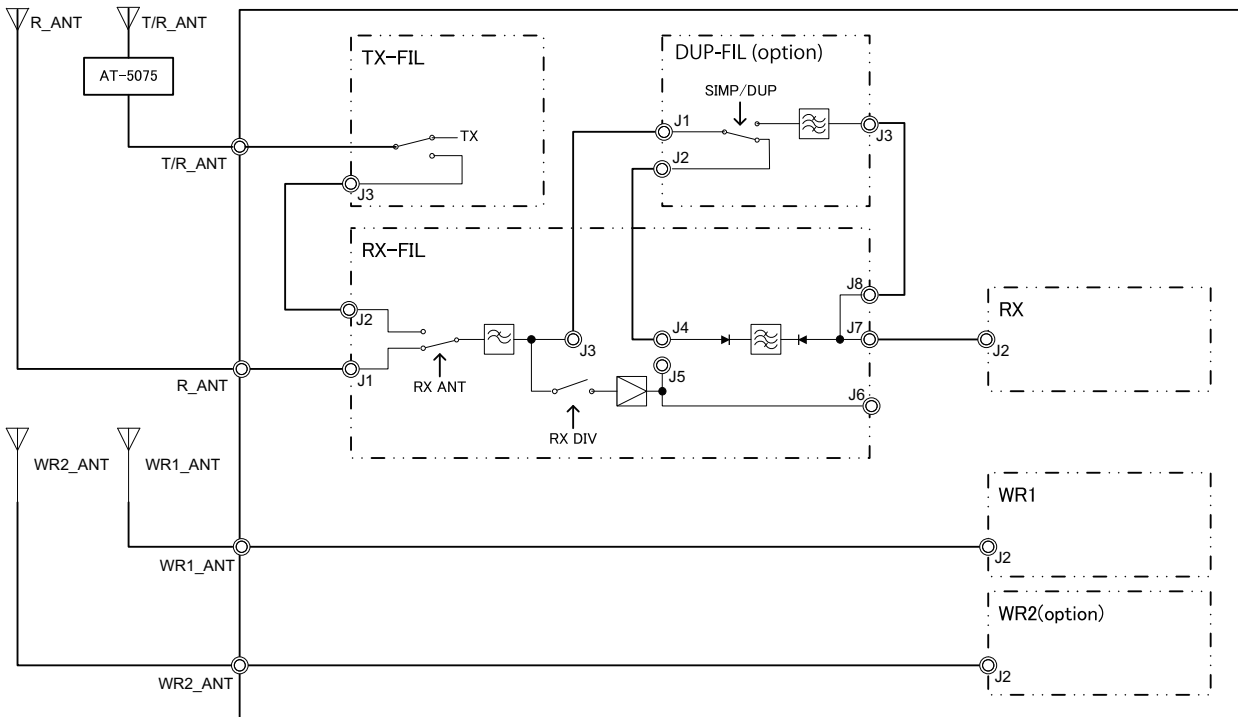 R_ANT
T/R_ANT
AT-5075
T/R_ANT
TX-FIL
TX
J3
DUP-FIL (option)
SIMP/DUP
J1
J2
J3
RX-FIL
J2
J1
RX ANT
J3
RX DIV
J4
J5
J8
J7
J6
RX
J2
R_ANT
WR2_ANT
WR1_ANT
WR1_ANT
WR1
J2
WR2(option)
J2
WR2_ANT